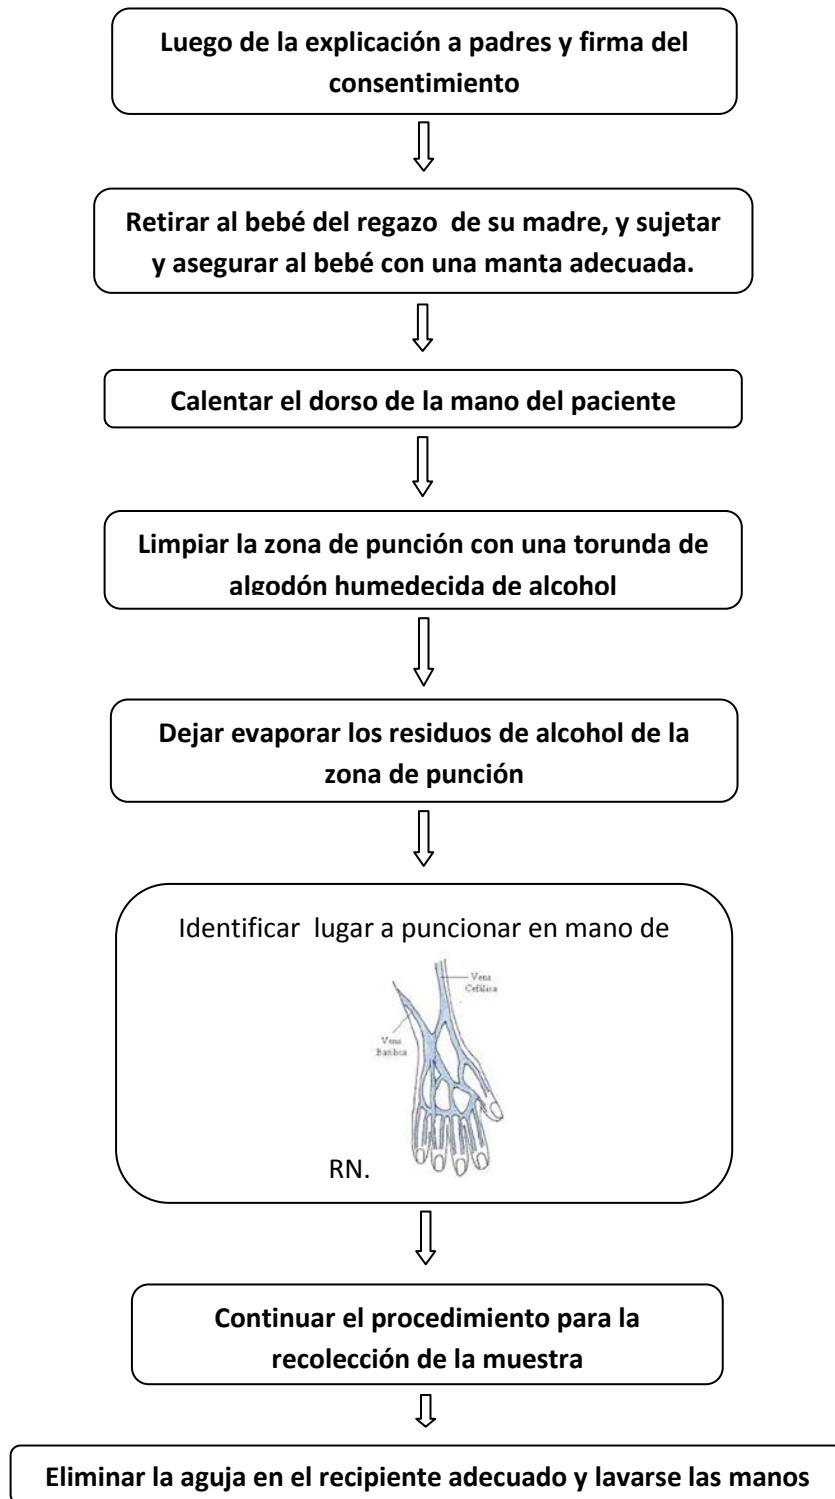 Luego de la explicación a padres y firma del
consentimiento
Retirar al bebé del regazo de su madre, y sujetar
y asegurar al bebé con una manta adecuada.
Calentar el dorso de la mano del paciente
Limpiar la zona de punción con una torunda de
algodón humedecida de alcohol
Dejar evaporar los residuos de alcohol de la
zona de punción
Identificar lugar a puncionar en mano de
Vena
Cefálica
Vena
Basílica
RN.
Continuar el procedimiento para la
recolección de la muestra
Eliminar la aguja en el recipiente adecuado y lavarse las manos